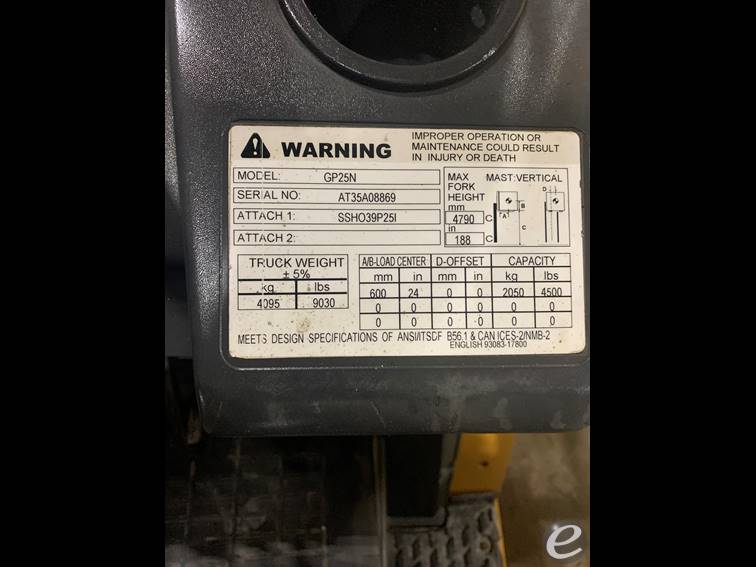 WARNING
IMPROPER OPERATION OR
MAINTENANCE COULD RESULT
IN INJURY OR DEATH
MODEL: GP25N
SERIAL NO: AT35A08869
ATTACH 1: SSHO39P25I
ATTACH 2:
MAX
FORK
HEIGHT
mm
4790 C
in
188 C
MAST:VERTICAL
D
A
B
C
TRUCK WEIGHT
± 5%
kg lbs
4095 9030
A/B-LOAD CENTER D-OFFSET CAPACITY
mm in mm in kg lbs
600 24 0 0 2050 4500
0 0 0 0 0 0
0 0 0 0 0 0
MEETS DESIGN SPECIFICATIONS OF ANSI/ITSDF B56.1 & CAN ICES-2/NMB-2
ENGLISH 93083-17800
e